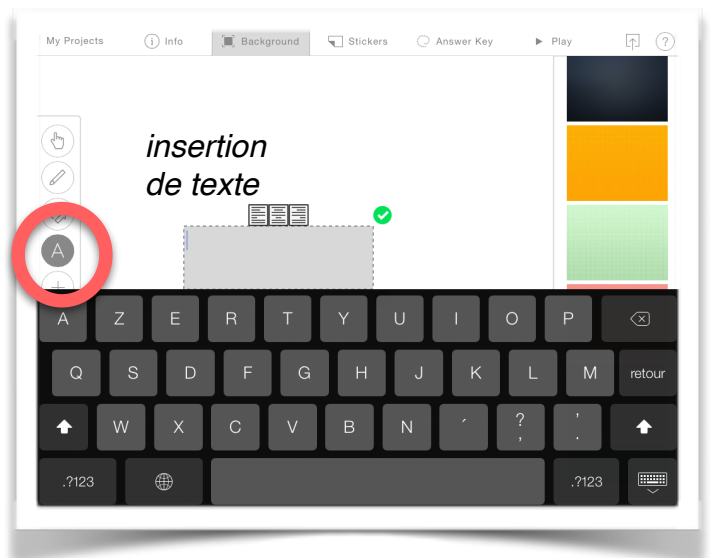 My Projects
i Info
Background
Stickers
Answer Key
Play
?
insertion
de texte
A
A Z E R T Y U I O P
Q S D F G H J K L M retour
W X C V B N ´ ? , ' .
.?123 .?123